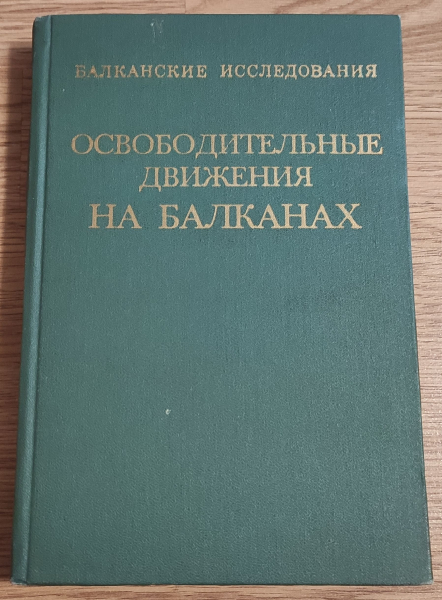 БАЛКАНСКИЕ ИССЛЕДОВАНИЯ
ОСВОБОДИТЕЛЬНЫЕ
ДВИЖЕНИЯ
НА БАЛКАНАХ